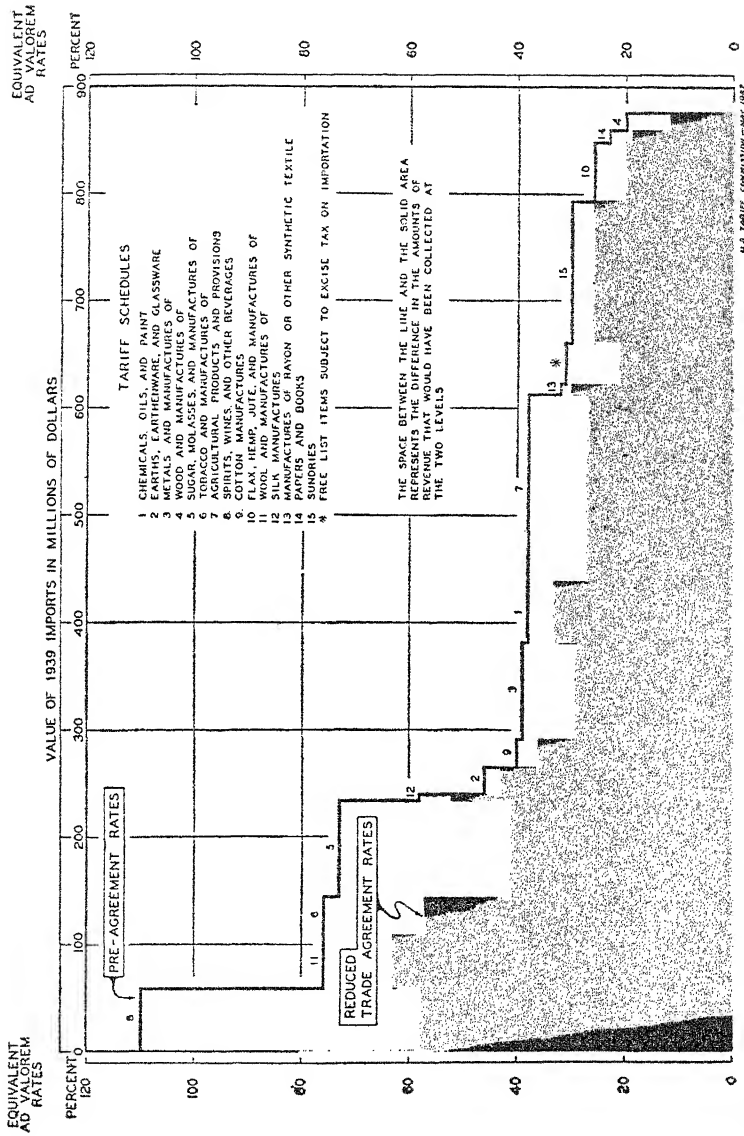 EQUIVALENT
AD VALOREM
RATES
PERCENT
VALUE OF 1939 IMPORTS IN MILLIONS OF DOLLARS
EQUIVALENT
AD VALOREM
RATES
PERCENT
0 100 200 300 400 500 600 700 800 900
120
100
80
60
40
20
0
120
100
80
60
40
20
0
PRE-AGREEMENT RATES
REDUCED
TRADE AGREEMENT RATES
TARIFF SCHEDULES
1 CHEMICALS, OILS, AND PAINT
2 EARTHS, EARTHENWARE, AND GLASSWARE
3 METALS AND MANUFACTURES OF
4 WOOD AND MANUFACTURES OF
5 SUGAR, MOLASSES, AND MANUFACTURES OF
6 TOBACCO AND MANUFACTURES OF
7 AGRICULTURAL PRODUCTS AND PROVISIONS
8 SPIRITS, WINES, AND OTHER BEVERAGES
9 COTTON MANUFACTURES
10 FLAX, HEMP, JUTE, AND MANUFACTURES OF
11 WOOL AND MANUFACTURES OF
12 SILK MANUFACTURES
13 MANUFACTURES OF RAYON OR OTHER SYNTHETIC TEXTILE
14 PAPERS AND BOOKS
15 SUNDRIES
* FREE LIST ITEMS SUBJECT TO EXCISE TAX ON IMPORTATION
THE SPACE BETWEEN THE LINE AND THE SOLID AREA
REPRESENTS THE DIFFERENCE IN THE AMOUNTS OF
REVENUE THAT WOULD HAVE BEEN COLLECTED AT
THE TWO LEVELS
8 11 6 5 12 2 9 3 1 7 13 * 15 10 14 4